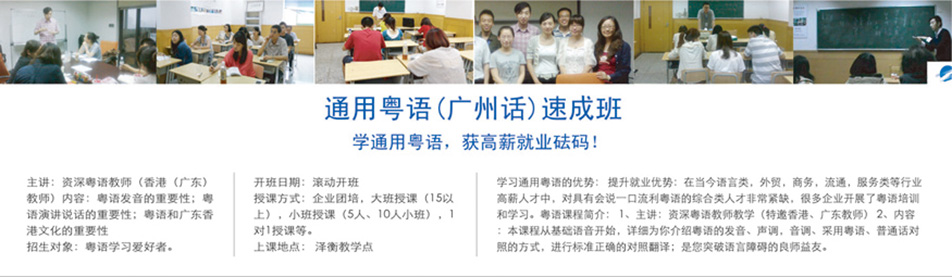 通用粤语(广州话)速成班
学通用粤语，获高薪就业砝码！
主讲：资深粤语教师（香港（广东）
教师）内容：粤语发音的重要性；粤
语演讲说话的重要性；粤语和广东香
港文化的重要性
招生对象：粤语学习爱好者。
开班日期：滚动开班
授课方式：企业团培，大班授课（15以
上），小班授课（5人、10人小班），1
对1授课等。
上课地点： 泽衡教学点
学习通用粤语的优势： 提升就业优势：在当今语言类，外贸，商务，流通，服务类等行业
高薪人才中，对具有会说一口流利粤语的综合类人才非常紧缺，很多企业开展了粤语培训
和学习。粤语课程简介： 1、主讲：资深粤语教师教学（特邀香港、广东教师） 2、内容
：本课程从基础语音开始，详细为你介绍粤语的发音、声调，音调、采用粤语、普通话对
照的方式，进行标准正确的对照翻译；是您突破语言障碍的良师益友。